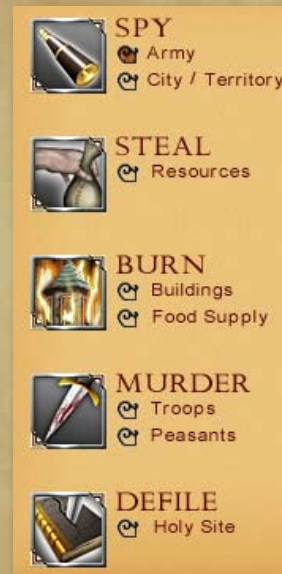 SPY
Army
City / Territory
STEAL
Resources
BURN
Buildings
Food Supply
MURDER
Troops
Peasants
DEFILE
Holy Site